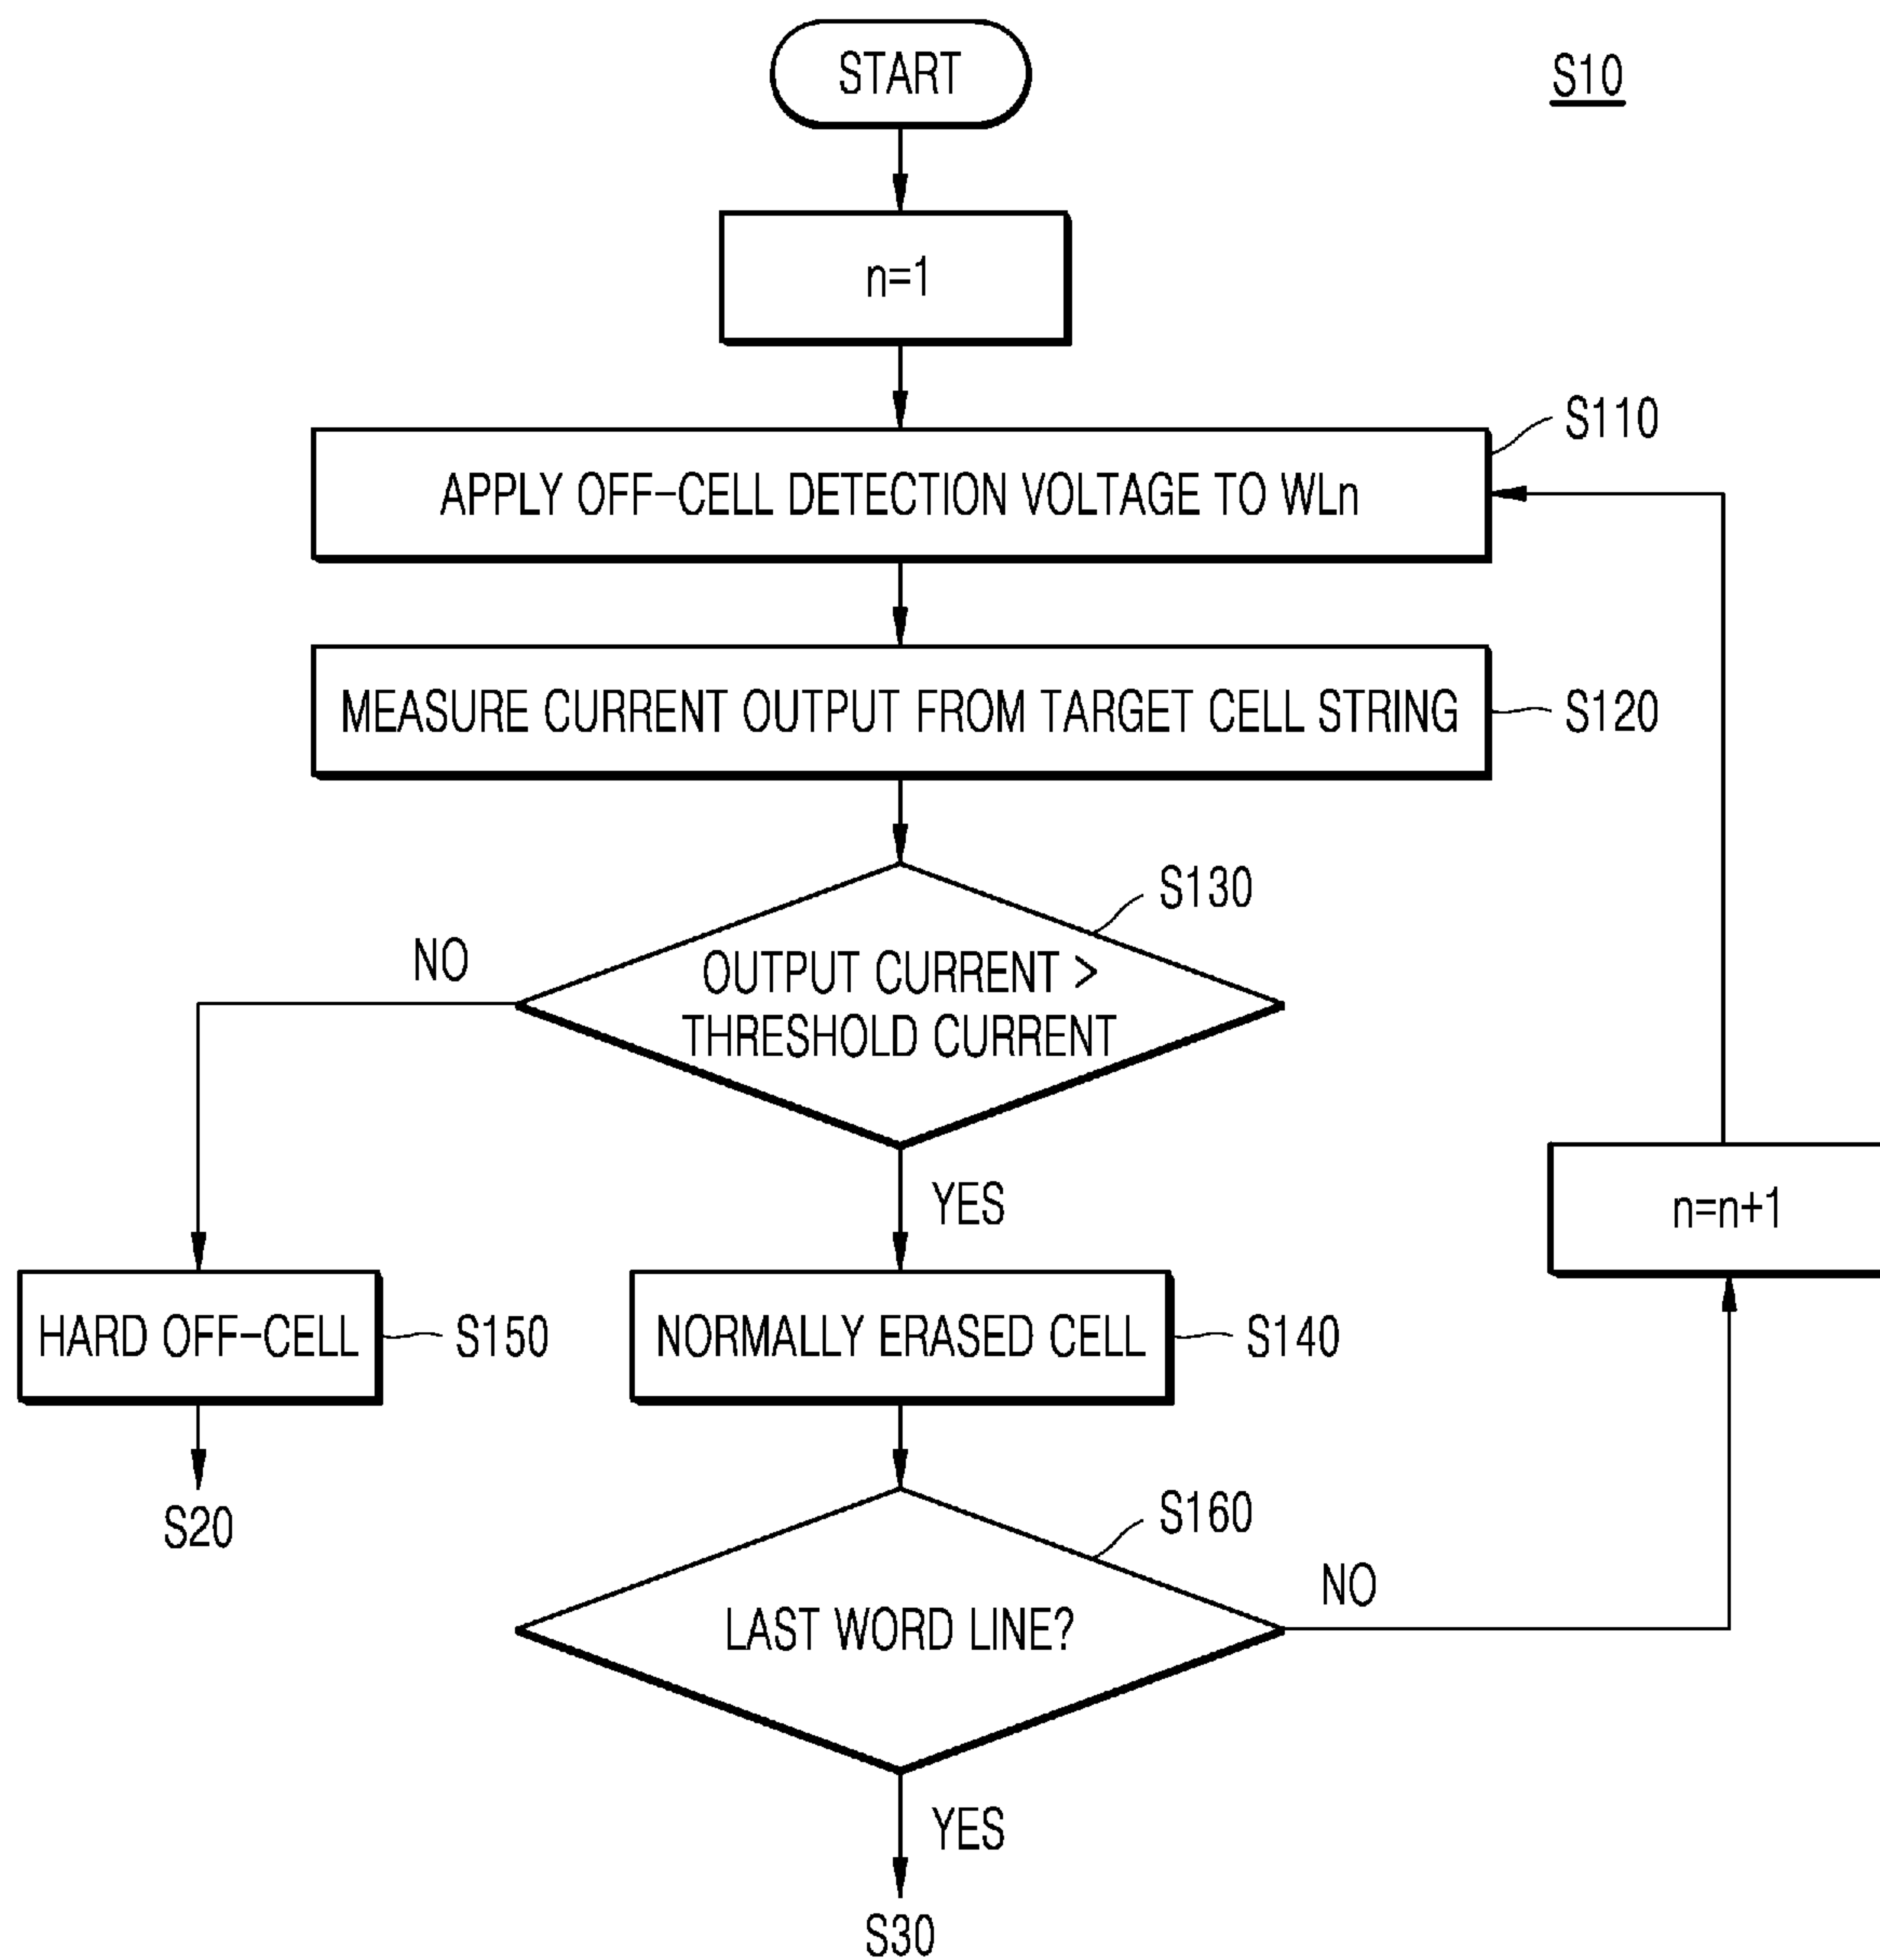 START
S10
n=1
S110
APPLY OFF-CELL DETECTION VOLTAGE TO WLn
MEASURE CURRENT OUTPUT FROM TARGET CELL STRING
S120
S130
NO
OUTPUT CURRENT >
THRESHOLD CURRENT
YES
n=n+1
HARD OFF-CELL
S150
NORMALLY ERASED CELL
S140
S20
S160
NO
LAST WORD LINE?
YES
S30